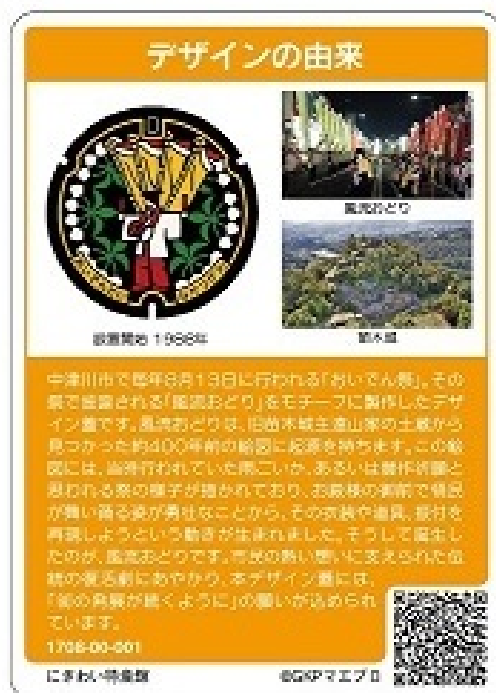 デザインの由来
風流おどり
設置開始 1988年
苗木城
中津川市で毎年8月13日に行われる「おいでん祭」。その
祭で披露される「風流おどり」をモチーフに製作したデザ
イン蓋です。風流おどりは、旧苗木城主遠山家の土蔵から
見つかった約400年前の絵図に起源を持ちます。この絵
図には、当時行われていた雨ごいか、あるいは豊作祈願と
思われる祭の様子が描かれており、お殿様の御前で領民
が舞い踊る姿が勇壮なことから、その衣装や道具、振付を
再現しようという動きが生まれました。そうして誕生し
たのが、風流おどりです。市民の熱い想いに支えられた伝
統の復活劇にあやかり、本デザイン蓋には、
「街の発展が続くように」の願いが込められ
ています。
1706-00-001
にぎわい特産館
©GKPマエプロ